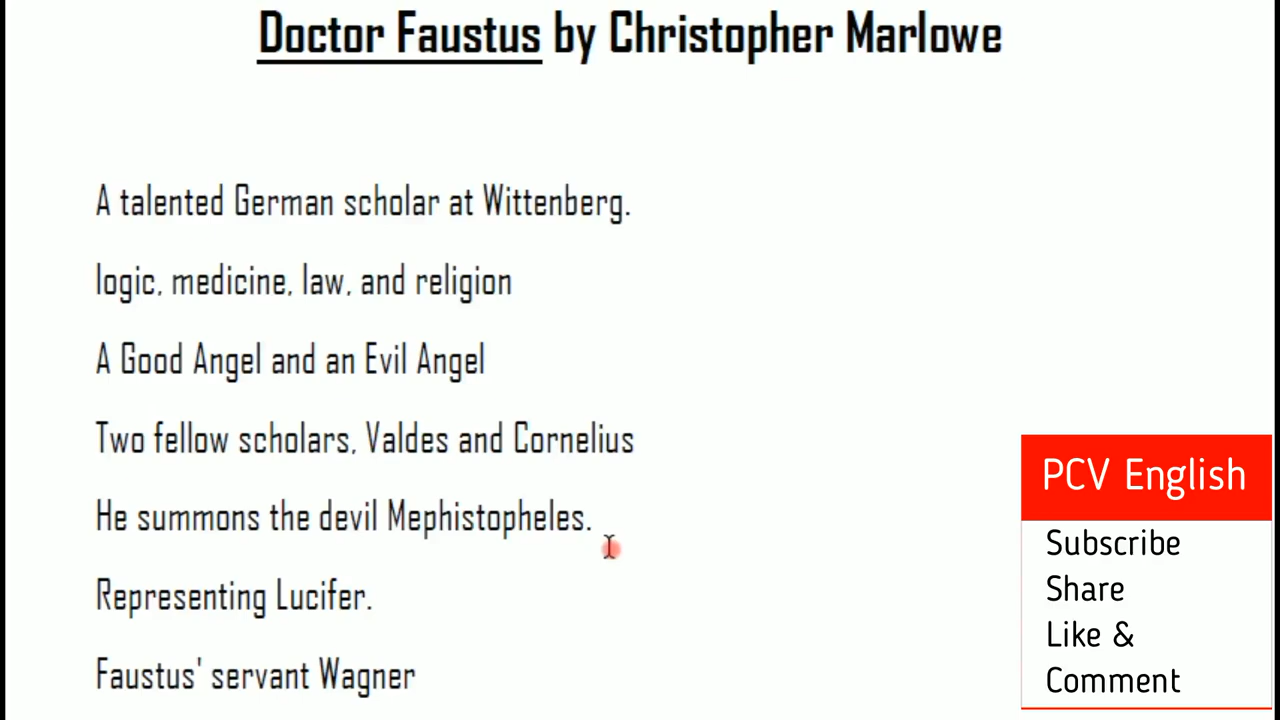 Doctor Faustus by Christopher Marlowe
A talented German scholar at Wittenberg.
logic, medicine, law, and religion
A Good Angel and an Evil Angel
Two fellow scholars, Valdes and Cornelius
He summons the devil Mephistopheles.
Representing Lucifer.
Faustus' servant Wagner
PCV English
Subscribe
Share
Like &
Comment